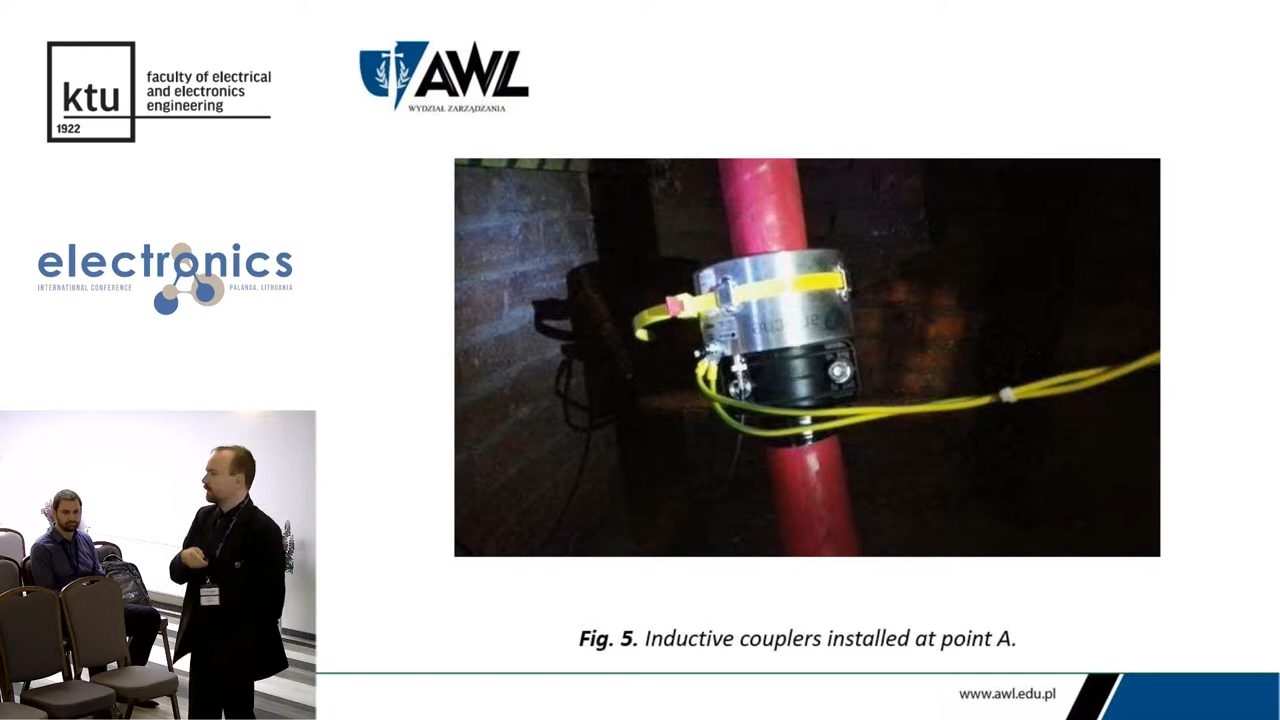 ktu
1922
faculty of electrical
and electronics
engineering
AWL
WYDZIAŁ ZARZĄDZANIA
electronics
INTERNATIONAL CONFERENCE
PALANGA, LITHUANIA
Fig. 5. Inductive couplers installed at point A.
www.awl.edu.pl